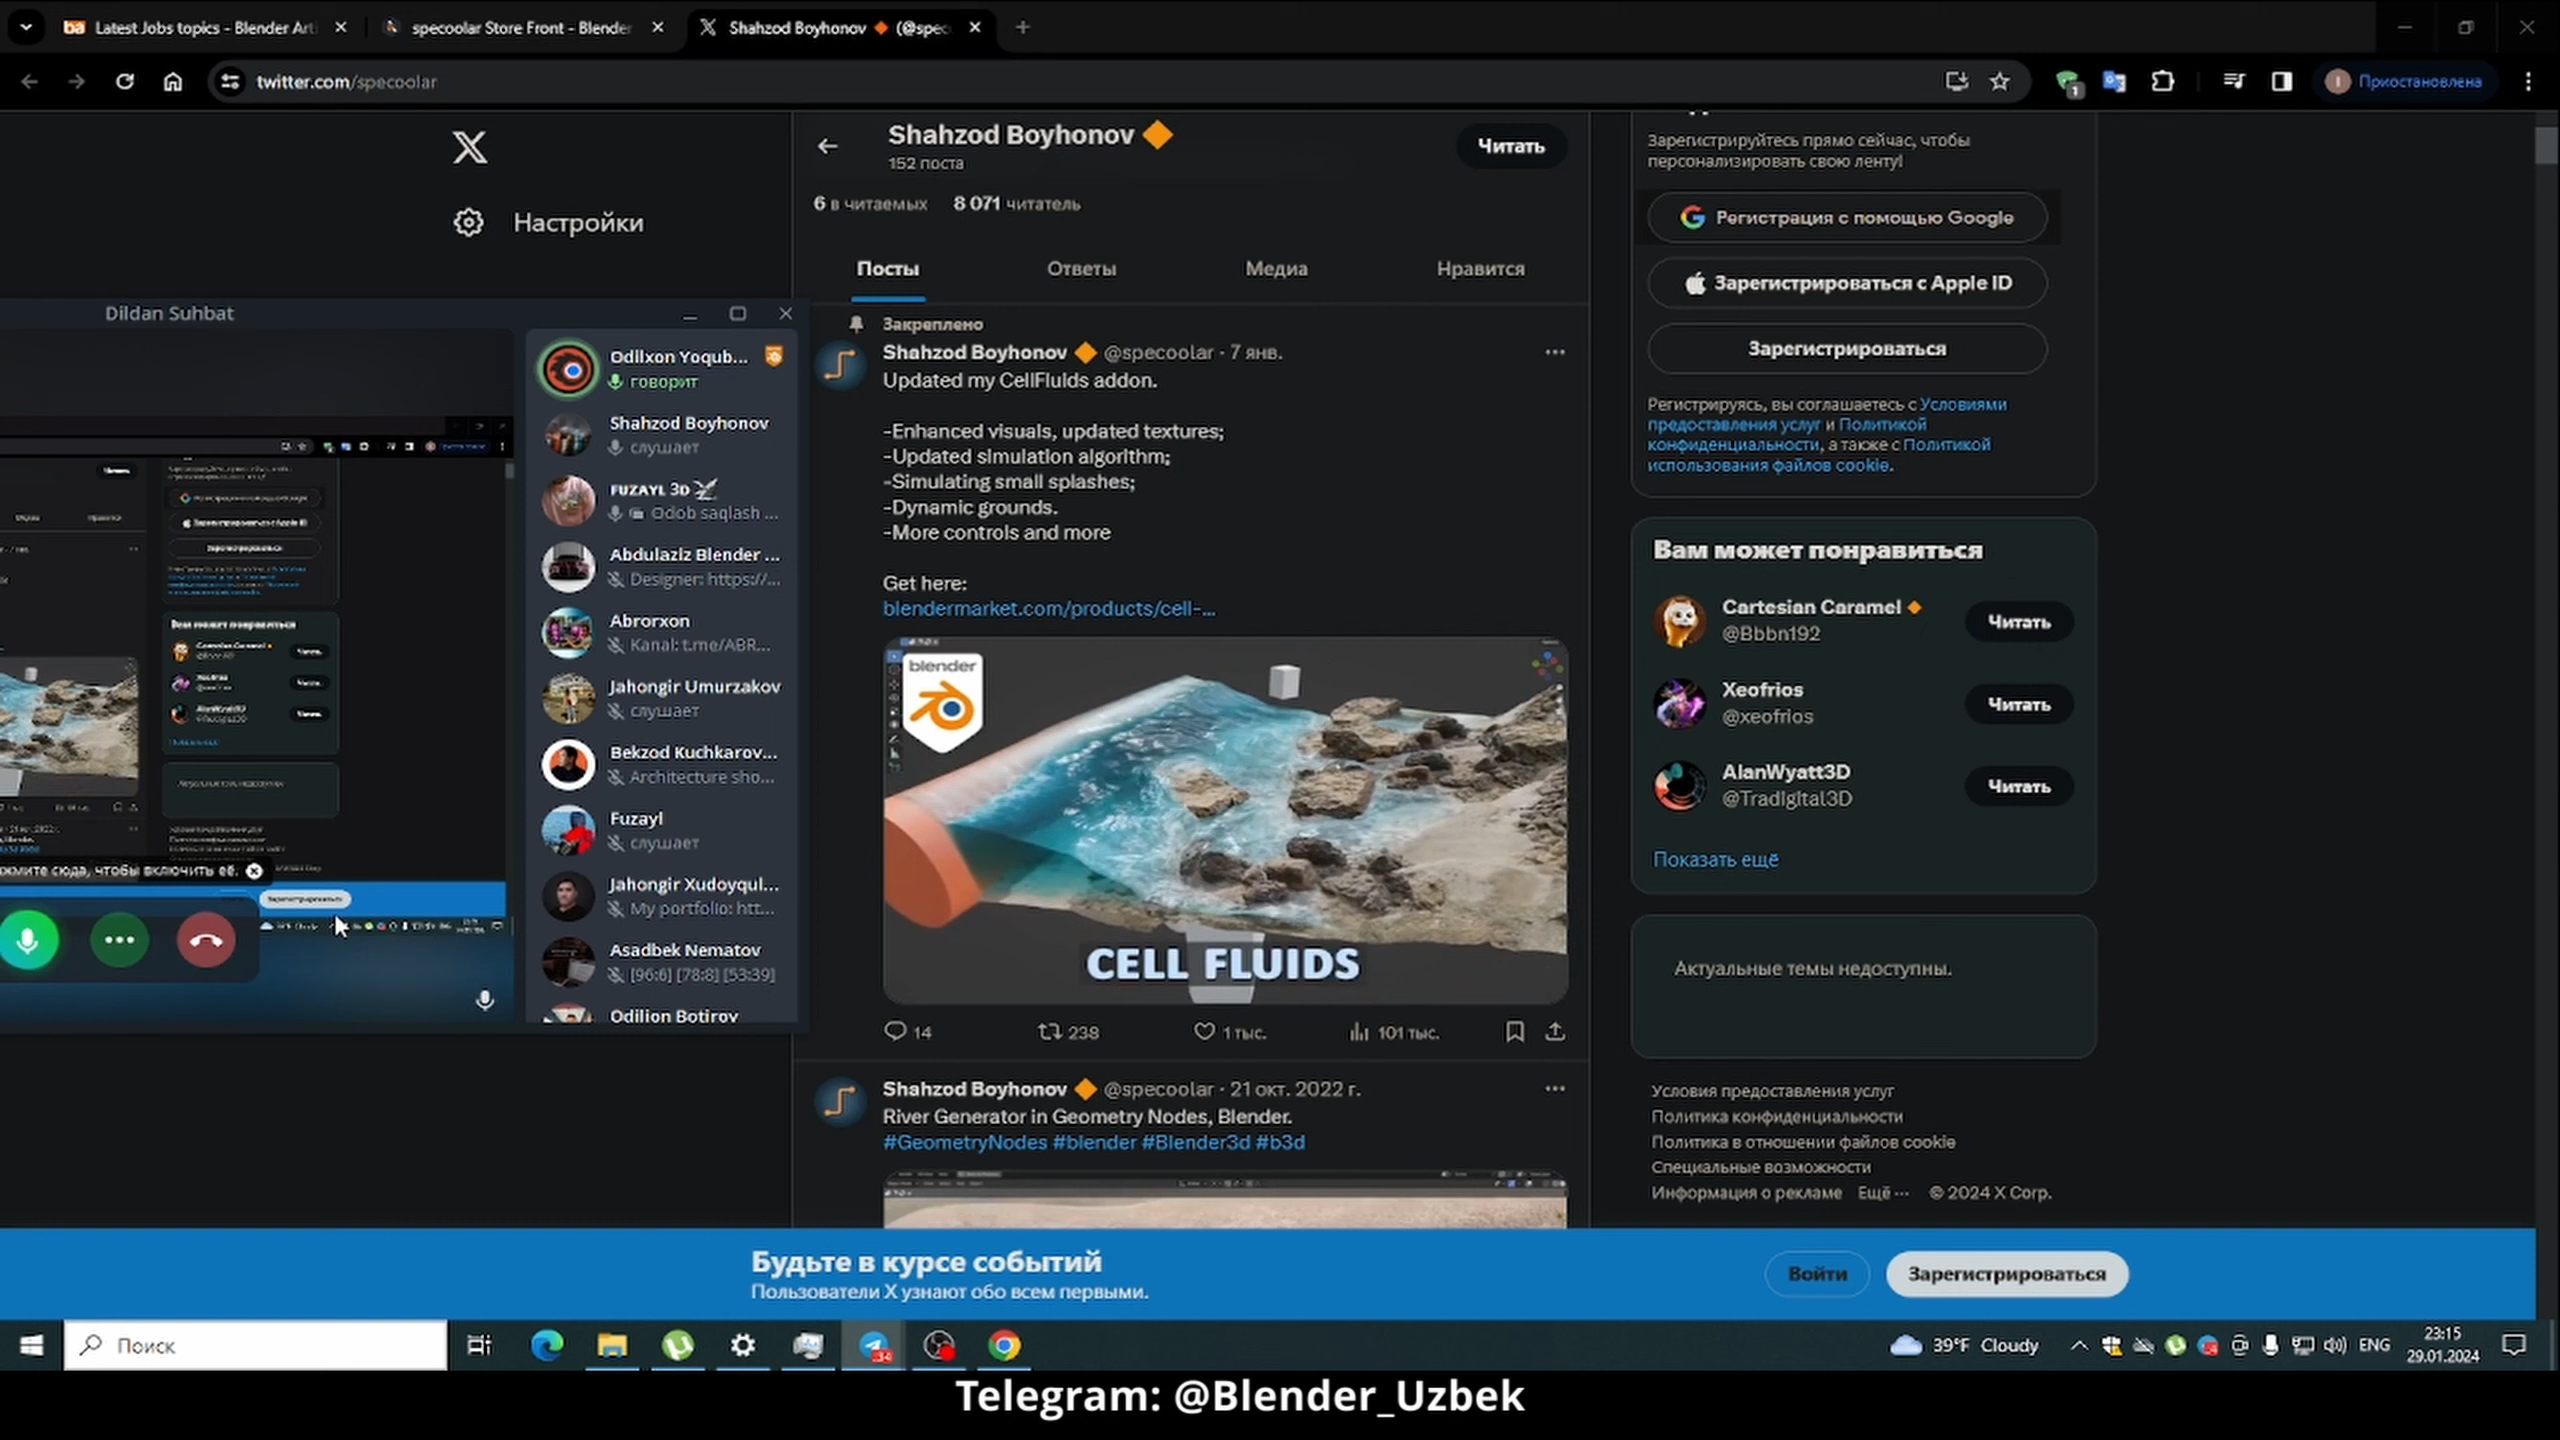 Latest Jobs topics - Blender Arti
specoolar Store Front - Blender
Shahzod Boyhonov 🔶 (@spec
twitter.com/specoolar
Приостановлена
Настройки
Shahzod Boyhonov 🔶
152 поста
Читать
6 в читаемых 8 071 читатель
Посты
Ответы
Медиа
Нравится
Закреплено
Shahzod Boyhonov 🔶 @specoolar · 7 янв.
Updated my CellFluids addon.
-Enhanced visuals, updated textures;
-Updated simulation algorithm;
-Simulating small splashes;
-Dynamic grounds.
-More controls and more
Get here:
blendermarket.com/products/cell-...
blender
CELL FLUIDS
14
238
1 тыс.
101 тыс.
Shahzod Boyhonov 🔶 @specoolar · 21 окт. 2022 г.
River Generator in Geometry Nodes, Blender.
#GeometryNodes #blender #Blender3d #b3d
Dildan Suhbat
Odilxon Yoqub...
говорит
Shahzod Boyhonov
слушает
FUZAYL 3D
Odob saqlash ...
Abdulaziz Blender ...
Designer: https://...
Abrorxon
Kanal: t.me/ABR...
Jahongir Umurzakov
слушает
Bekzod Kuchkarov...
Architecture sho...
Fuzayl
слушает
Jahongir Xudoyqul...
My portfolio: htt...
Asadbek Nematov
[96:6] [78:8] [53:39]
Odilion Botirov
сюда, чтобы включить её.
Зарегистрируйтесь прямо сейчас, чтобы
персонализировать свою ленту!
Регистрация с помощью Google
Зарегистрироваться с Apple ID
Зарегистрироваться
Регистрируясь, вы соглашаетесь с Условиями
предоставления услуг и Политикой
конфиденциальности, а также с Политикой
использования файлов cookie.
Вам может понравиться
Cartesian Caramel 🔸
@Bbbn192
Читать
Xeofrios
@xeofrios
Читать
AlanWyatt3D
@Tradigital3D
Читать
Показать ещё
Актуальные темы недоступны.
Условия предоставления услуг
Политика конфиденциальности
Политика в отношении файлов cookie
Специальные возможности
Информация о рекламе Ещё ··· © 2024 X Corp.
Будьте в курсе событий
Пользователи X узнают обо всем первыми.
Войти
Зарегистрироваться
Поиск
39°F Cloudy
ENG
23:15
29.01.2024
Telegram: @Blender_Uzbek